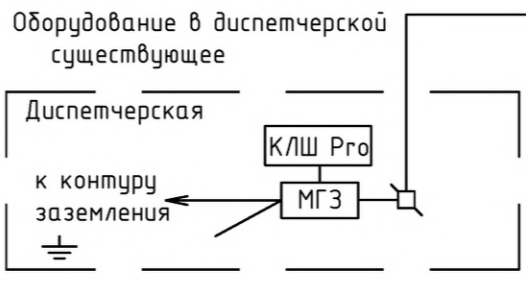 Оборудование в диспетчерской
существующее
Диспетчерская
КЛШ Pro
к контуру
заземления
МГЗ